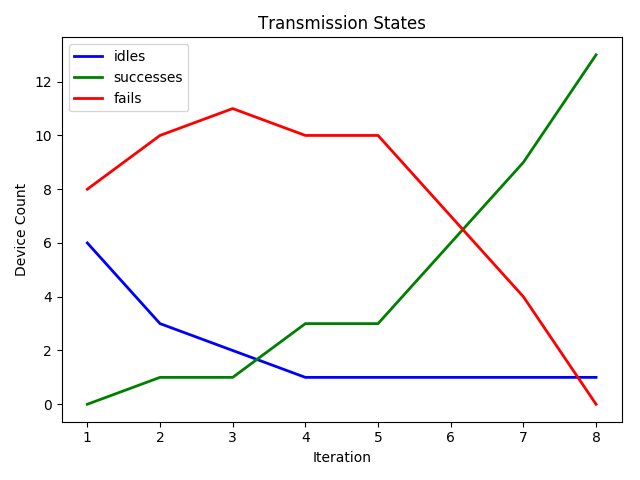 Transmission States
idles
successes
fails
Device Count
12
10
8
6
4
2
0
1 2 3 4 5 6 7 8
Iteration